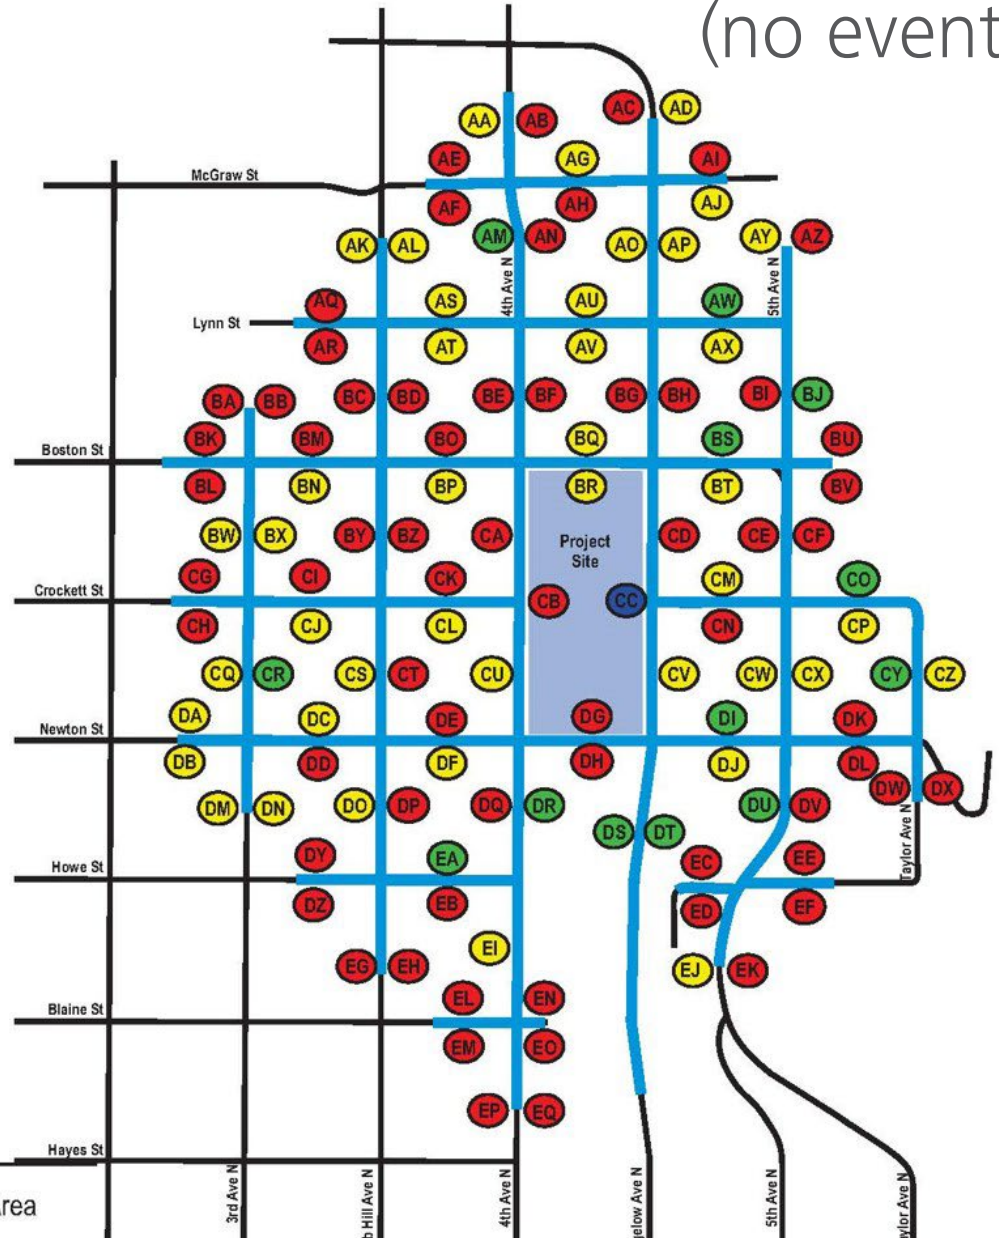 (no event
AA AB AC AD
AE AG AI
McGraw St
AF AH AJ
AK AL AM AN AO AP AY AZ
4th Ave N
5th Ave N
AQ AS AU AW
Lynn St
AR AT AV AX
BA BB BC BD BE BF BG BH BI BJ
BK BM BO BQ BS BU
Boston St
BL BN BP BR BT BV
BW BX BY BZ CA CD CE CF
Project
Site
CG CI CK CM CO
Crockett St
CB CC
CH CJ CL CN CP
CQ CR CS CT CU CV CW CX CY CZ
DA DC DE DG DI DK
Newton St
DB DD DF DH DJ DL
DW DX
DM DN DO DP DQ DR DU DV
DS DT
Taylor Ave N
DY EA EC EE
Howe St
DZ EB ED EF
EG EH EI EJ EK
EL EN
Blaine St
EM EO
EP EQ
Hayes St
3rd Ave N
b Hill Ave N
4th Ave N
gelow Ave N
5th Ave N
aylor Ave N
rea